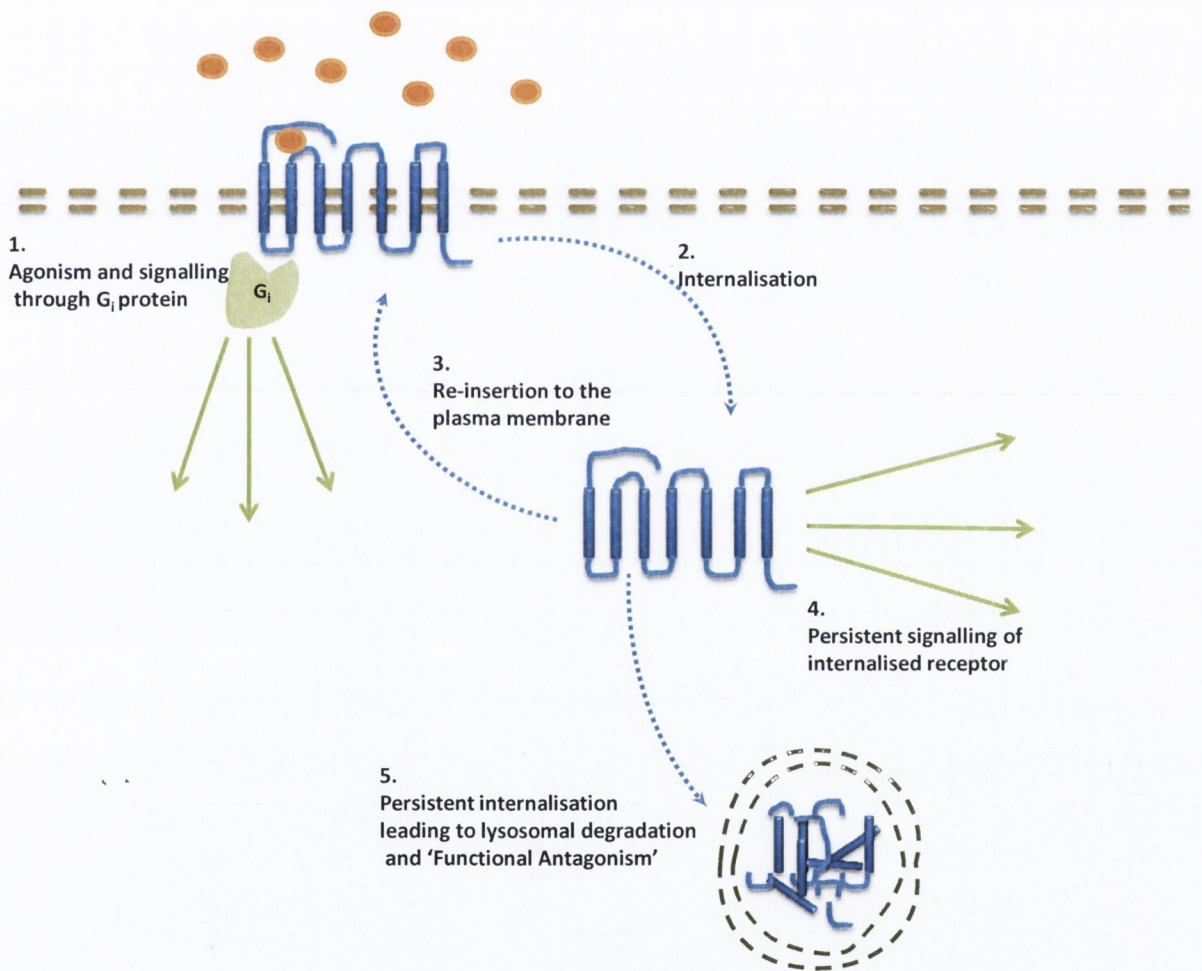 1.
Agonism and signalling
through Gᵢ protein
Gᵢ
2.
Internalisation
3.
Re-insertion to the
plasma membrane
4.
Persistent signalling of
internalised receptor
5.
Persistent internalisation
leading to lysosomal degradation
and ‘Functional Antagonism’